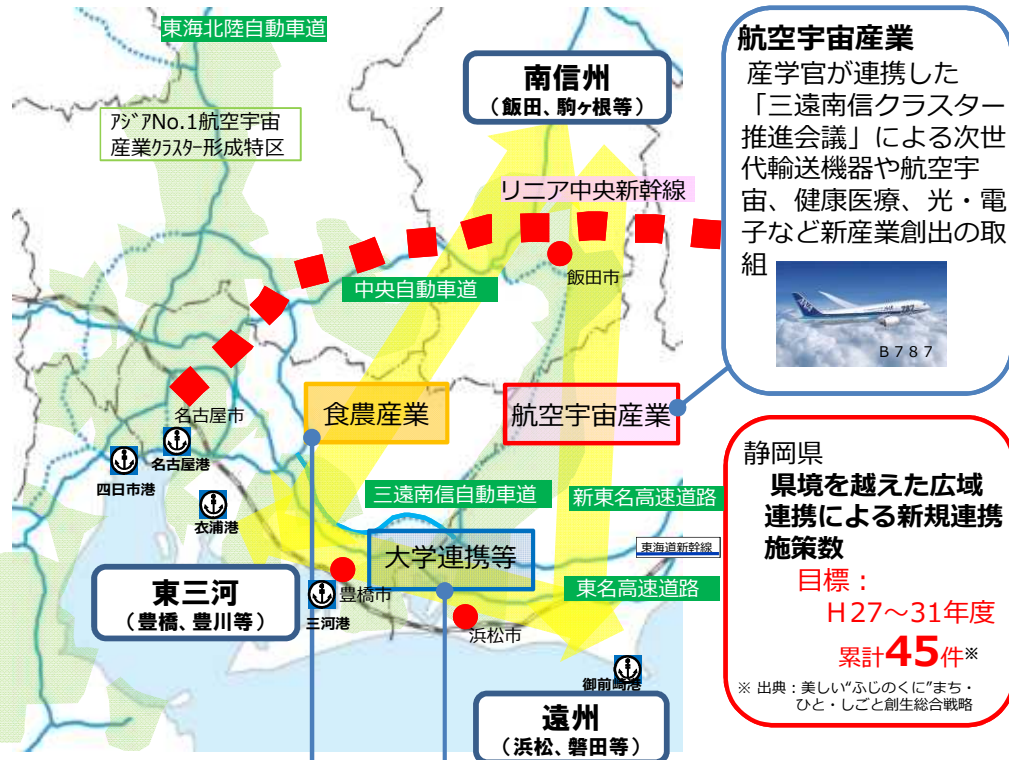 東海北陸自動車道
ｱｼﾞｱNo.1航空宇宙
産業ｸﾗｽﾀｰ形成特区
南信州
（飯田、駒ヶ根等）
リニア中央新幹線
飯田市
中央自動車道
名古屋市
食農産業
航空宇宙産業
名古屋港
四日市港
衣浦港
三遠南信自動車道
新東名高速道路
東海道新幹線
大学連携等
東名高速道路
東三河
（豊橋、豊川等）
豊橋市
三河港
浜松市
御前崎港
遠州
（浜松、磐田等）
航空宇宙産業
産学官が連携した
「三遠南信クラスター
推進会議」による次世
代輸送機器や航空宇
宙、健康医療、光・電
子など新産業創出の取
組
787
B787
静岡県
県境を越えた広域
連携による新規連携
施策数
目標：
H27～31年度
累計45件※
※ 出典：美しい“ふじのくに”まち・
ひと・しごと創生総合戦略